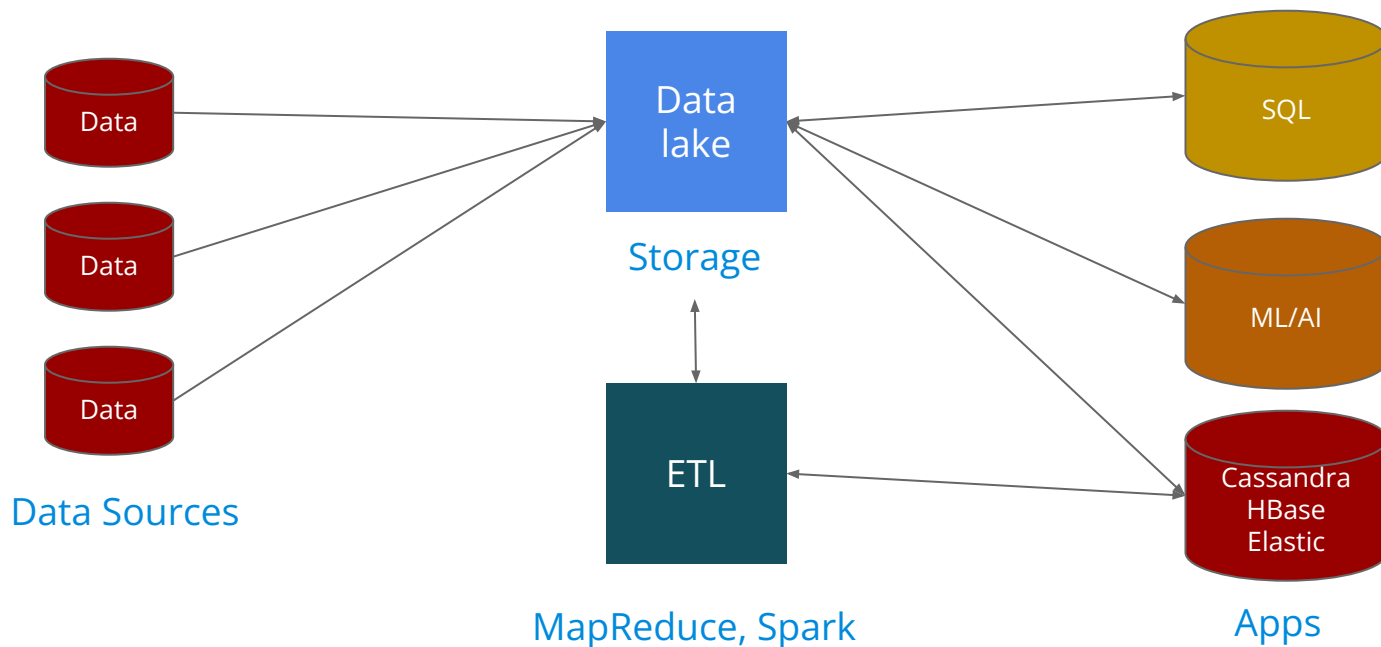 Data
Data
Data
Data Sources
Data
lake
Storage
ETL
MapReduce, Spark
SQL
ML/AI
Cassandra
HBase
Elastic
Apps